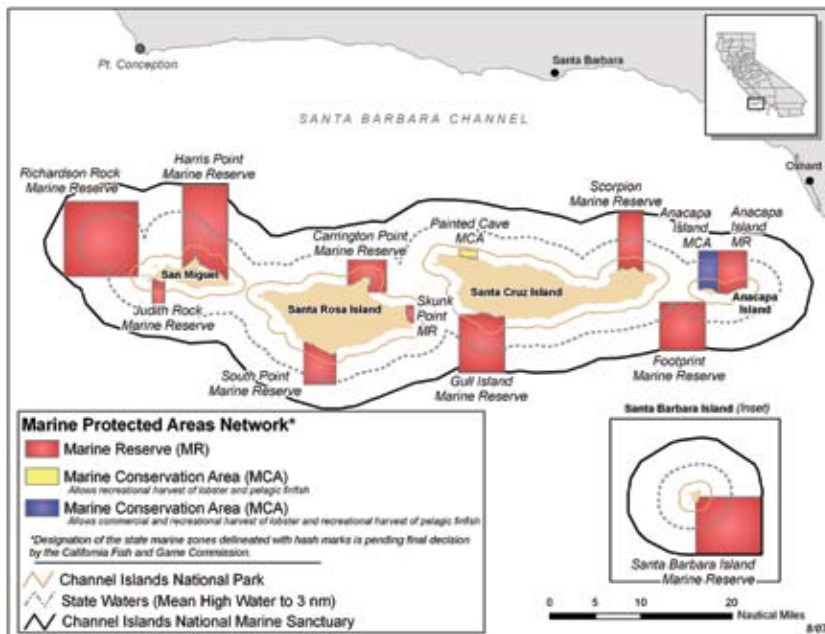 Pt. Conception
Santa Barbara
SANTA BARBARA CHANNEL
Oxnard
Richardson Rock
Marine Reserve
Harris Point
Marine Reserve
Carrington Point
Marine Reserve
Painted Cave
MCA
Scorpion
Marine Reserve
Anacapa
Island
MCA
Anacapa
Island
MR
San Miguel
Santa Rosa Island
Santa Cruz Island
Anacapa
Island
Judith Rock
Marine Reserve
Skunk
Point
MR
South Point
Marine Reserve
Gull Island
Marine Reserve
Footprint
Marine Reserve
Marine Protected Areas Network*
Marine Reserve (MR)
Marine Conservation Area (MCA)
Allows recreational harvest of lobster and pelagic finfish
Marine Conservation Area (MCA)
Allows commercial and recreational harvest of lobster and recreational harvest of pelagic finfish
*Designation of the state marine zones delineated with hash marks is pending final decision
by the California Fish and Game Commission.
Channel Islands National Park
State Waters (Mean High Water to 3 nm)
Channel Islands National Marine Sanctuary
Santa Barbara Island (Inset)
Santa Barbara Island
Marine Reserve
0 5 10 20
Nautical Miles
8/07